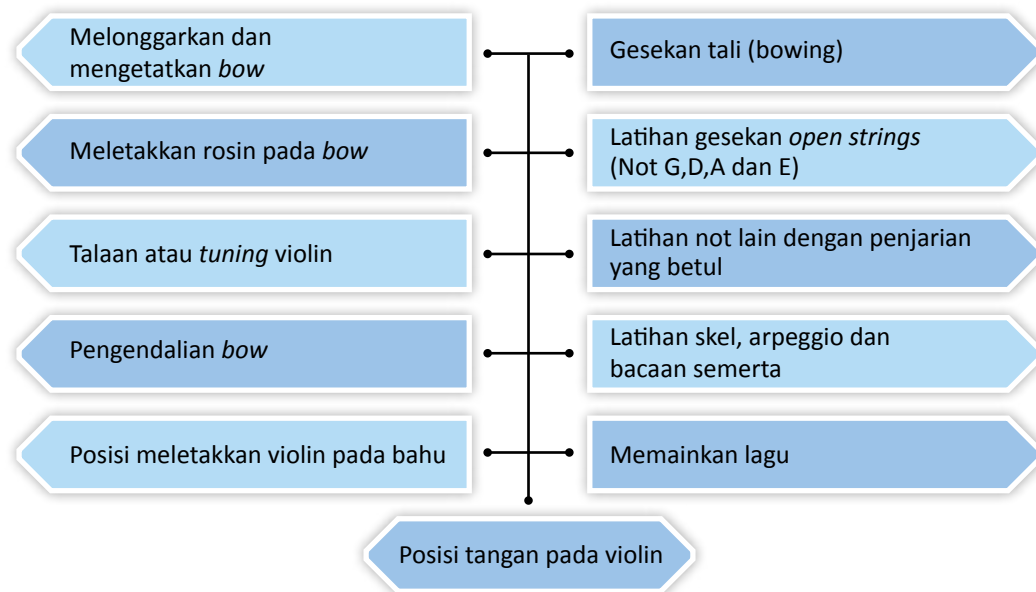 Melonggarkan dan
mengetatkan bow
Meletakkan rosin pada bow
Talaan atau tuning violin
Pengendalian bow
Posisi meletakkan violin pada bahu
Gesekan tali (bowing)
Latihan gesekan open strings
(Not G,D,A dan E)
Latihan not lain dengan penjarian
yang betul
Latihan skel, arpeggio dan
bacaan semerta
Memainkan lagu
Posisi tangan pada violin